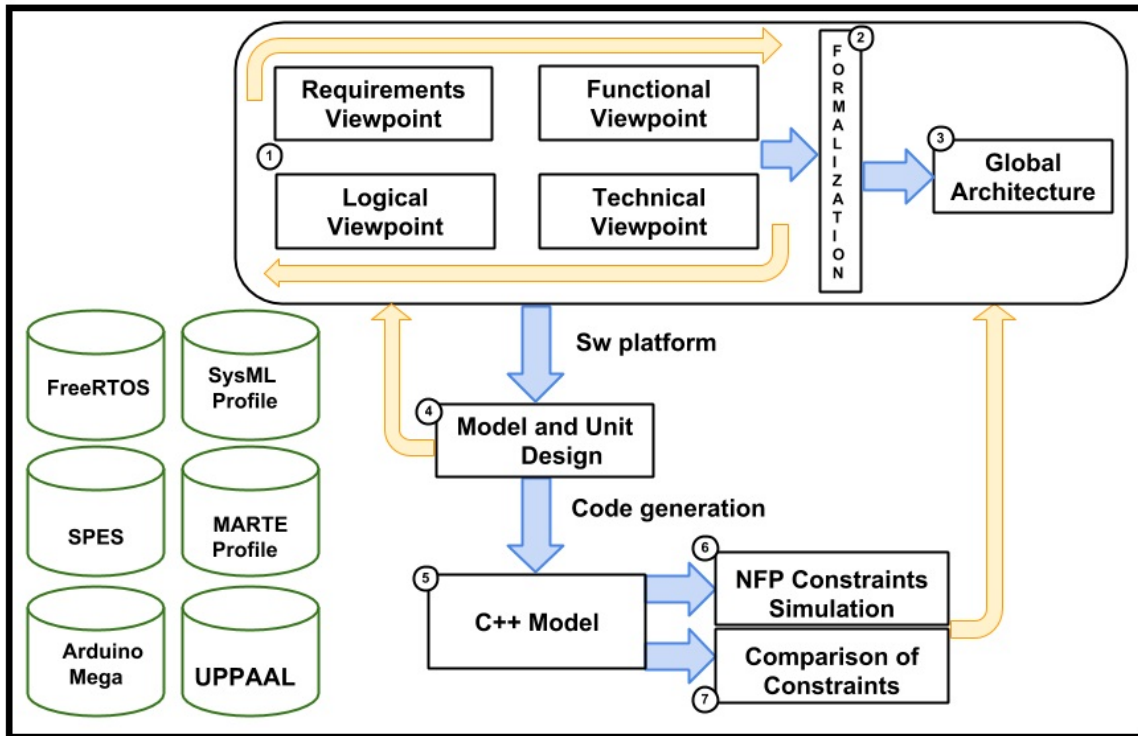 Requirements
Viewpoint
Functional
Viewpoint
1
Logical
Viewpoint
Technical
Viewpoint
2
FORMALIZATION
3
Global
Architecture
Sw platform
4
Model and Unit
Design
Code generation
5
C++ Model
6
NFP Constraints
Simulation
Comparison of
Constraints
7
FreeRTOS
SysML
Profile
SPES
MARTE
Profile
Arduino
Mega
UPPAAL